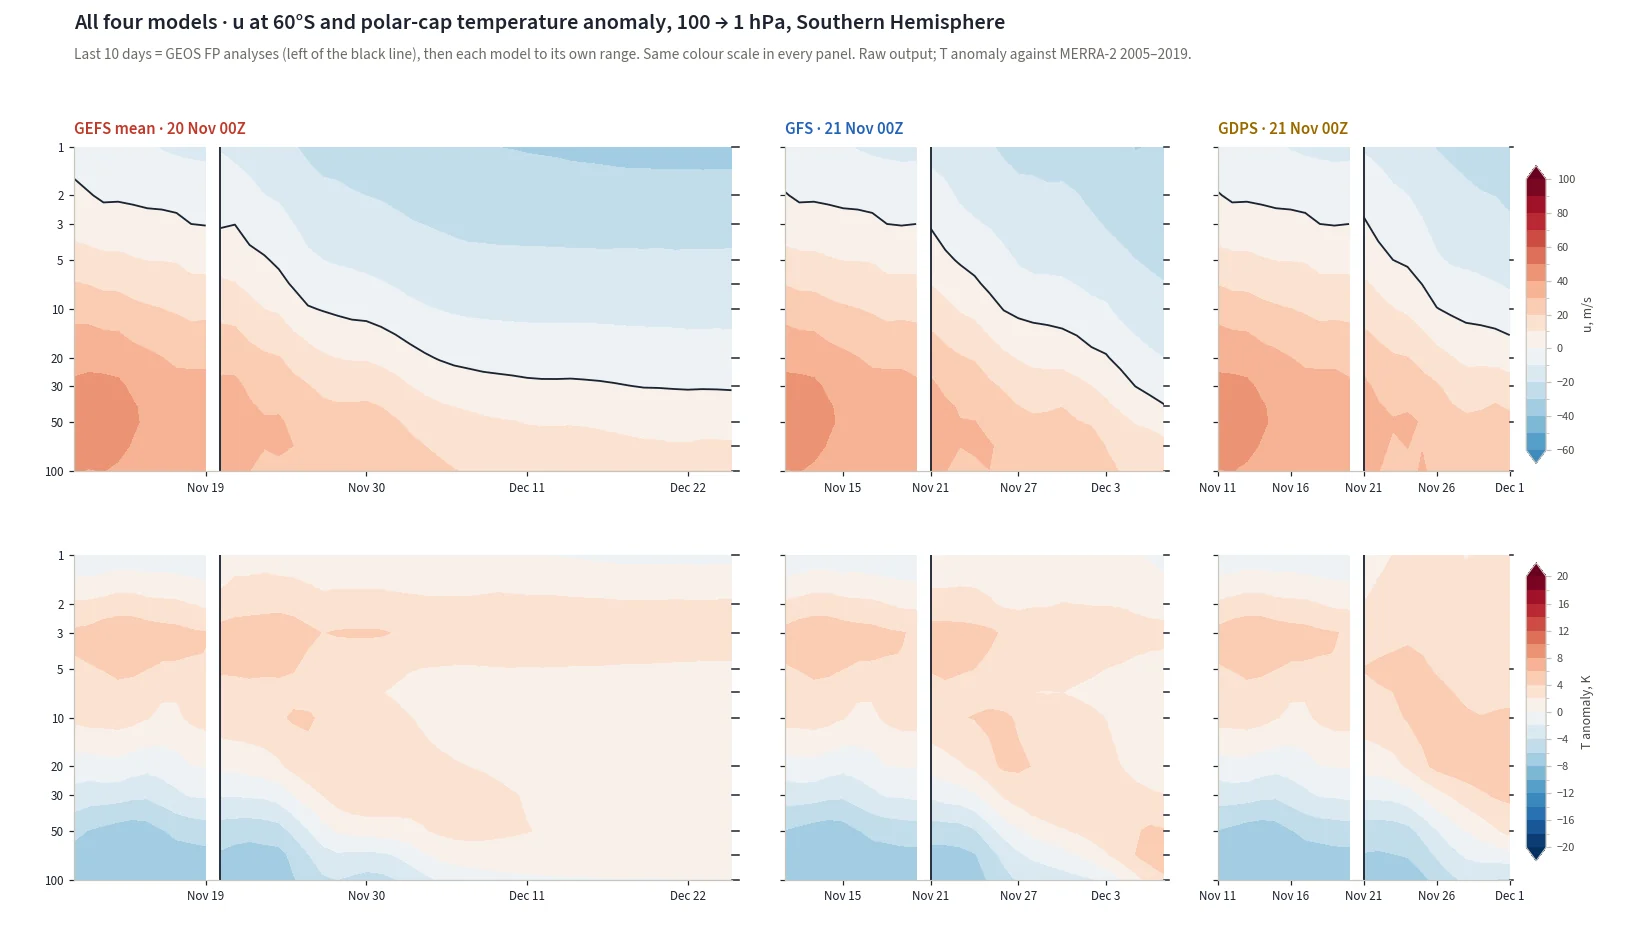 All four models · u at 60°S and polar-cap temperature anomaly, 100 → 1 hPa, Southern Hemisphere
Last 10 days = GEOS FP analyses (left of the black line), then each model to its own range. Same colour scale in every panel. Raw output; T anomaly against MERRA-2 2005–2019.
GEFS mean · 20 Nov 00Z
GFS · 21 Nov 00Z
GDPS · 21 Nov 00Z
1
2
3
5
10
20
30
50
100
Nov 19
Nov 30
Dec 11
Dec 22
Nov 15
Nov 21
Nov 27
Dec 3
Nov 11
Nov 16
Nov 21
Nov 26
Dec 1
100
80
60
40
20
0
−20
−40
−60
u, m/s
1
2
3
5
10
20
30
50
100
Nov 19
Nov 30
Dec 11
Dec 22
Nov 15
Nov 21
Nov 27
Dec 3
Nov 11
Nov 16
Nov 21
Nov 26
Dec 1
20
16
12
8
4
0
−4
−8
−12
−16
−20
T anomaly, K